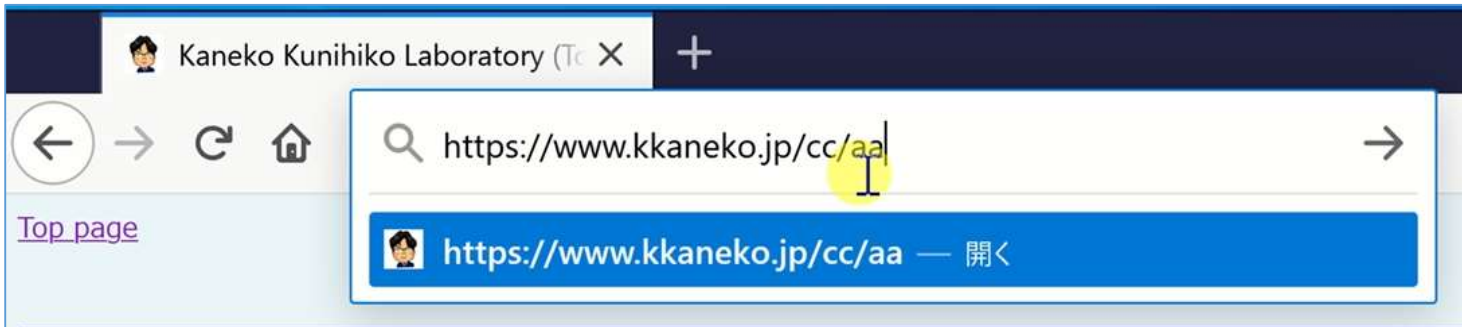 Kaneko Kunihiko Laboratory (To
https://www.kkaneko.jp/cc/aa
Top page
https://www.kkaneko.jp/cc/aa — 開く